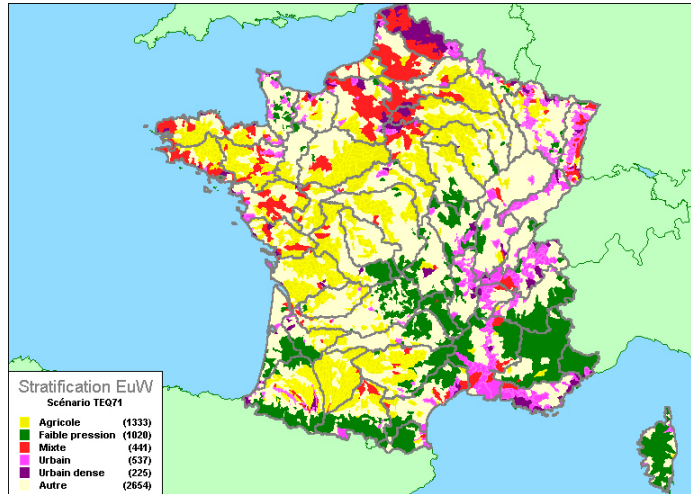 Stratification EuW
Scénario TEQ71
Agricole (1333)
Faible pression (1020)
Mixte (441)
Urbain (537)
Urbain dense (225)
Autre (2654)